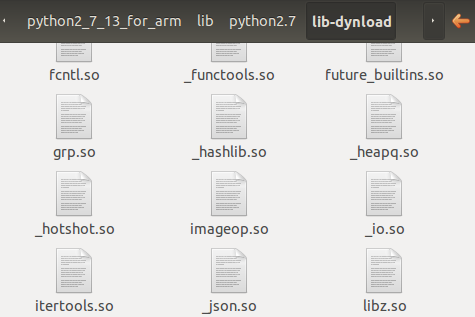 python2_7_13_for_arm lib python2.7 lib-dynload
fcntl.so _functools.so future_builtins.so
grp.so _hashlib.so _heapq.so
_hotshot.so imageop.so _io.so
itertools.so _json.so libz.so